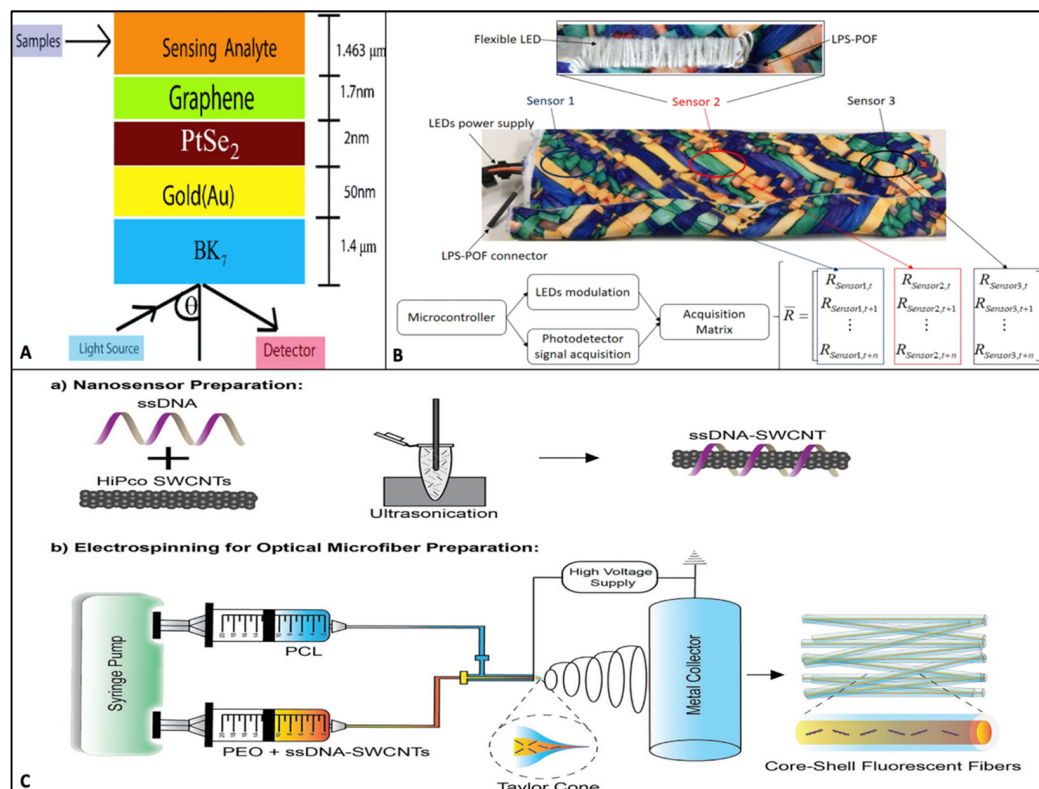 Samples
Sensing Analyte
1.463 μm
Graphene
1.7nm
PtSe2
2nm
Gold(Au)
50nm
BK7
1.4 μm
θ
Light Source
Detector
A
Flexible LED
LPS-POF
Sensor 1
Sensor 2
Sensor 3
LEDs power supply
LPS-POF connector
Microcontroller
LEDs modulation
Photodetector
signal acquisition
Acquisition
Matrix
R̅ =
RSensor1,t RSensor2,t RSensor3,t
RSensor1,t+1 RSensor2,t+1 RSensor3,t+1
⋮ ⋮ ⋮
RSensor1,t+n RSensor2,t+n RSensor3,t+n
B
a) Nanosensor Preparation:
ssDNA
+
HiPco SWCNTs
Ultrasonication
ssDNA-SWCNT
b) Electrospinning for Optical Microfiber Preparation:
Syringe Pump
PCL
PEO + ssDNA-SWCNTs
High Voltage
Supply
Taylor Cone
Metal Collector
Core-Shell Fluorescent Fibers
C